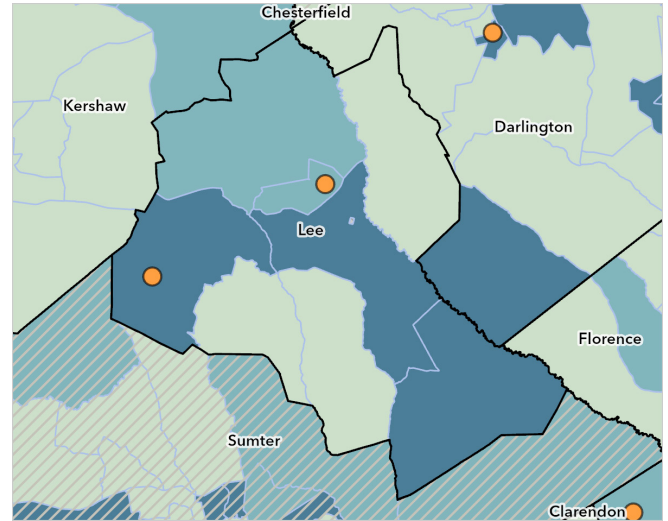 Chesterfield
Kershaw
Darlington
Lee
Florence
Sumter
Clarendon